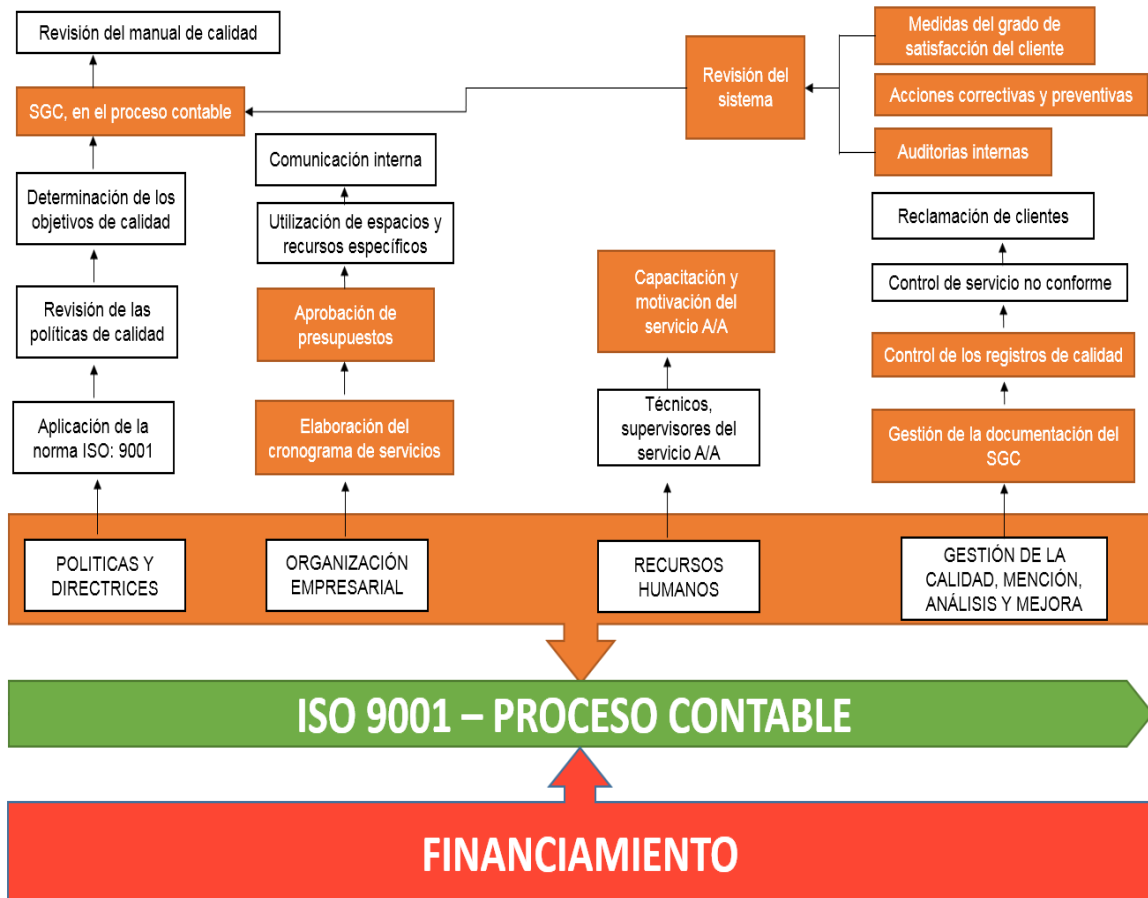 Revisión del manual de calidad
SGC, en el proceso contable
Determinación de los
objetivos de calidad
Revisión de las
políticas de calidad
Aplicación de la
norma ISO: 9001
POLITICAS Y
DIRECTRICES
Comunicación interna
Utilización de espacios y
recursos específicos
Aprobación de
presupuestos
Elaboración del
cronograma de servicios
ORGANIZACIÓN
EMPRESARIAL
Revisión del
sistema
Capacitación y
motivación del
servicio A/A
Técnicos,
supervisores del
servicio A/A
RECURSOS
HUMANOS
Medidas del grado de
satisfacción del cliente
Acciones correctivas y preventivas
Auditorias internas
Reclamación de clientes
Control de servicio no conforme
Control de los registros de calidad
Gestión de la documentación del
SGC
GESTIÓN DE LA
CALIDAD, MENCIÓN,
ANÁLISIS Y MEJORA
ISO 9001 – PROCESO CONTABLE
FINANCIAMIENTO